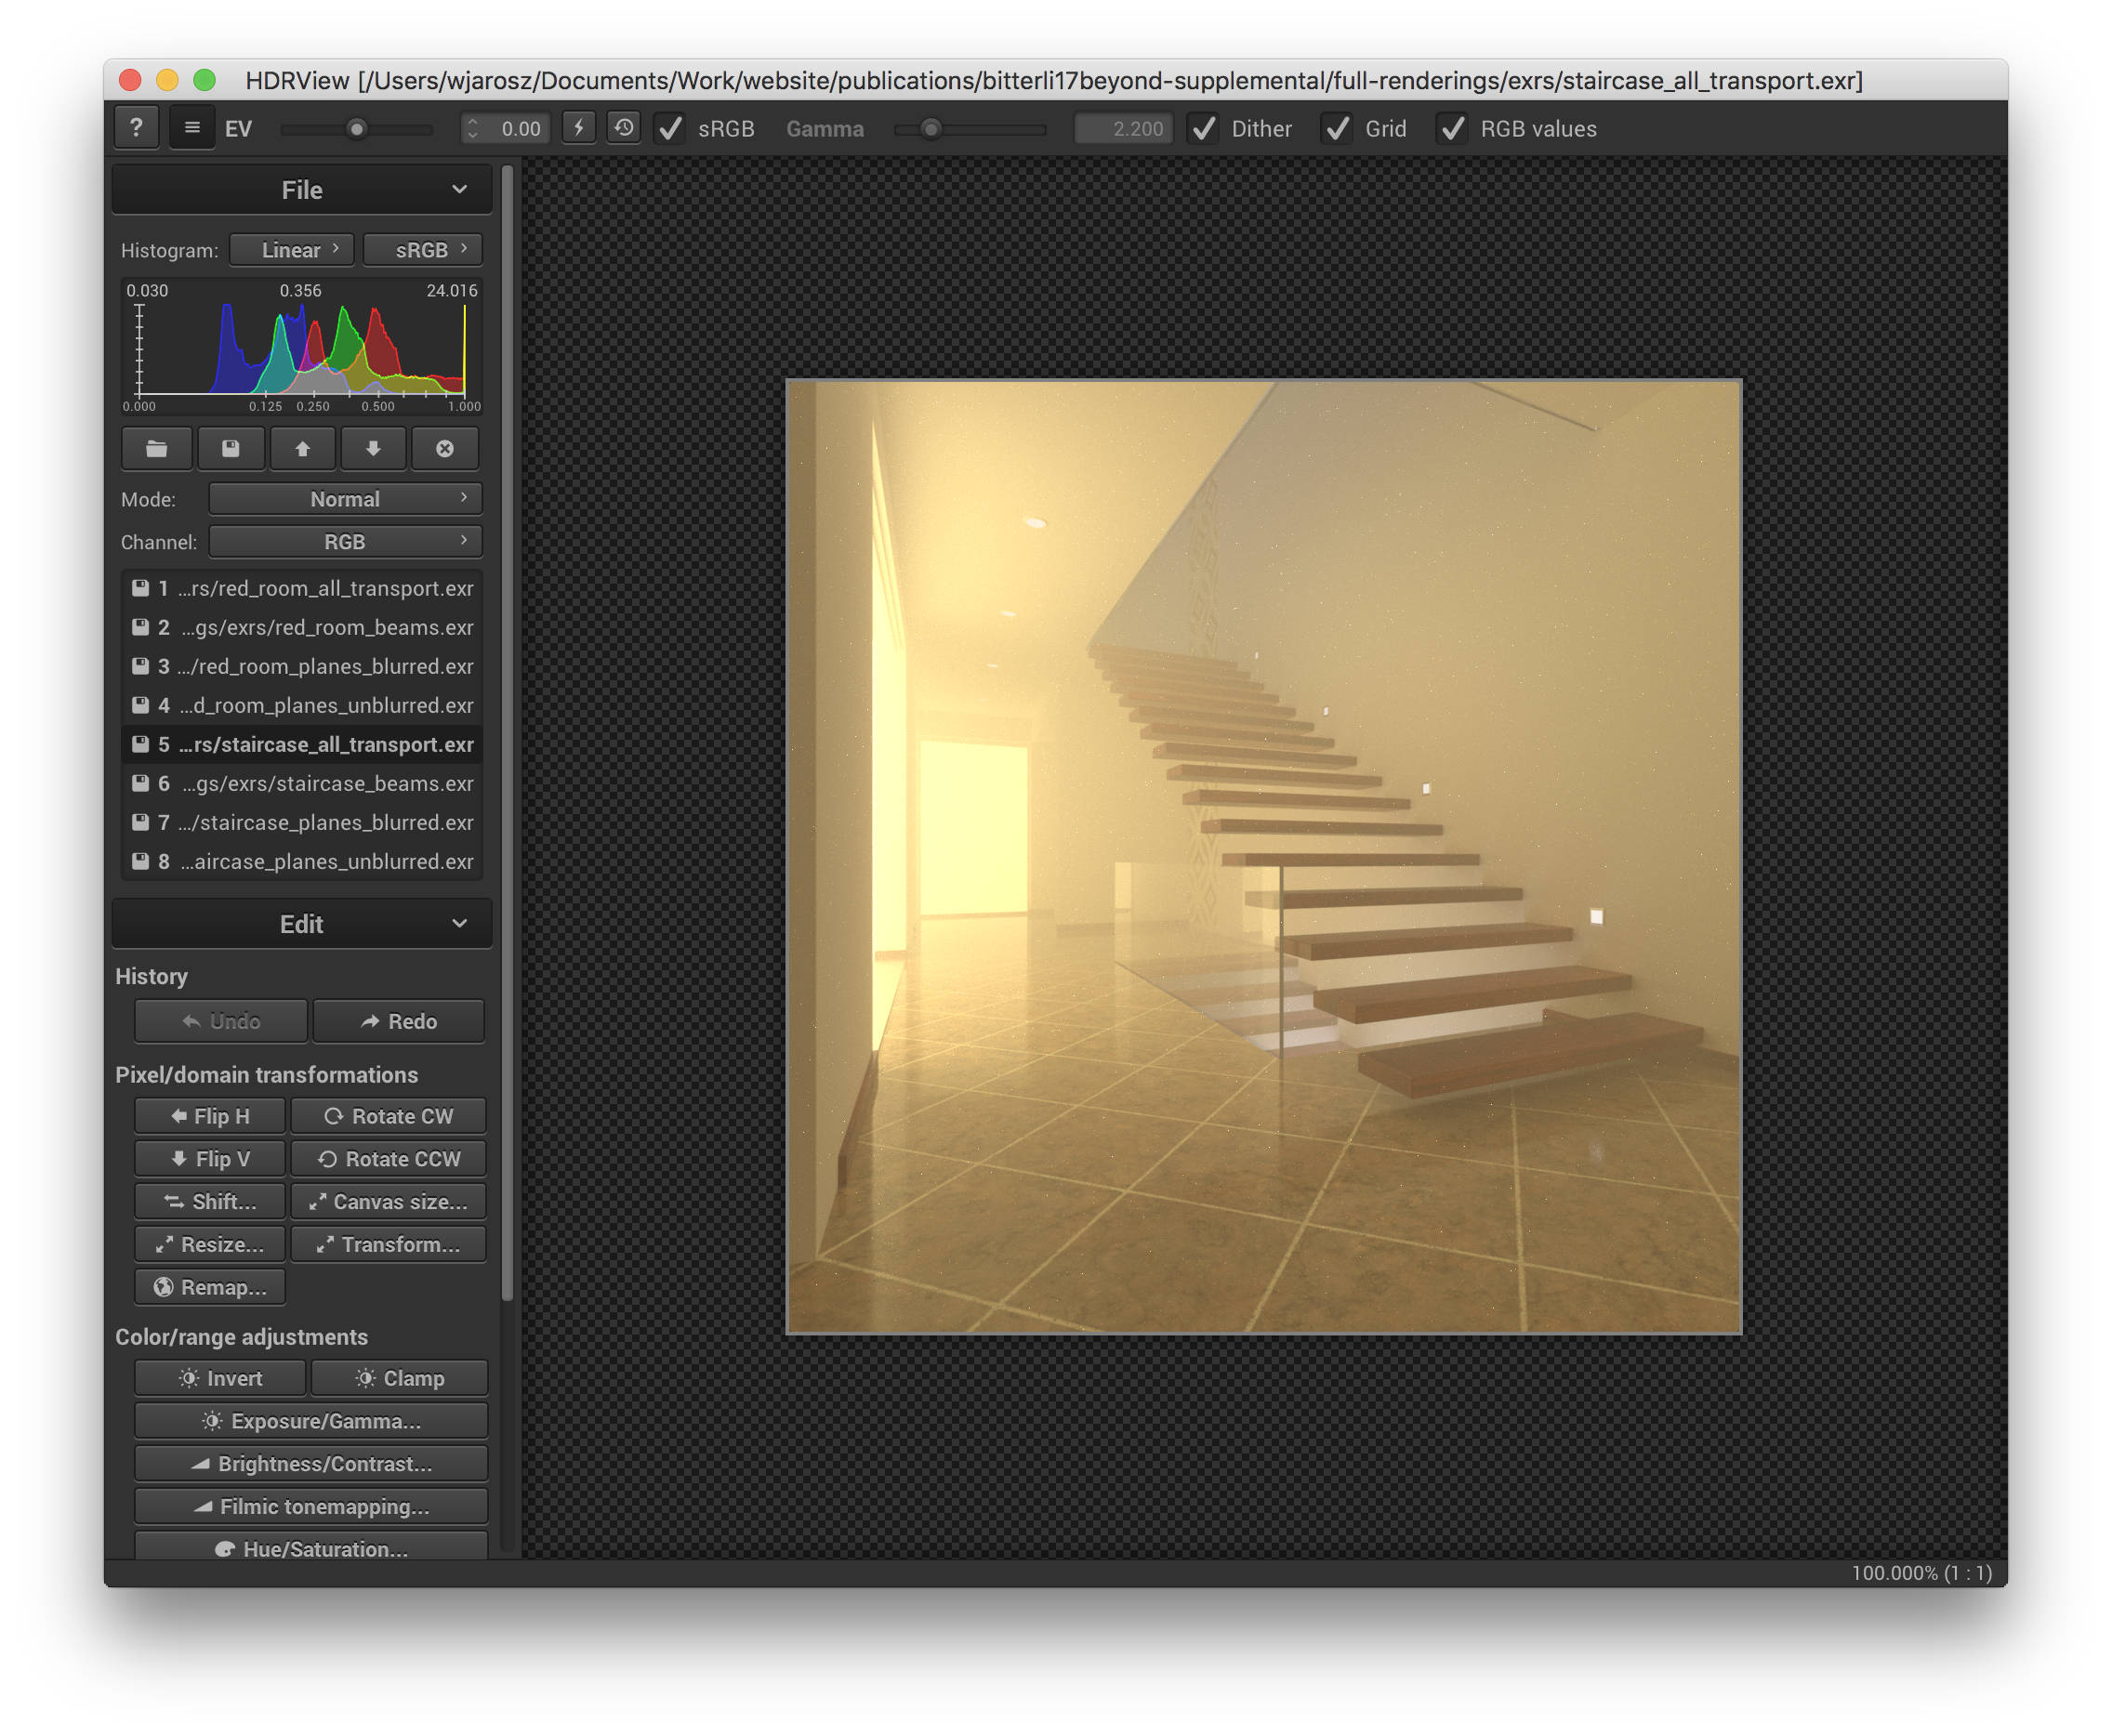 HDRView [/Users/wjarosz/Documents/Work/website/publications/bitterli17beyond-supplemental/full-renderings/exrs/staircase_all_transport.exr]
? EV 0.00 sRGB Gamma 2.200 Dither Grid RGB values
File
Histogram: Linear sRGB
0.030 0.356 24.016
0.000 0.125 0.250 0.500 1.000
Mode: Normal
Channel: RGB
1 ...rs/red_room_all_transport.exr
2 ...gs/exrs/red_room_beams.exr
3 .../red_room_planes_blurred.exr
4 ...d_room_planes_unblurred.exr
5 ...rs/staircase_all_transport.exr
6 ...gs/exrs/staircase_beams.exr
7 .../staircase_planes_blurred.exr
8 ...aircase_planes_unblurred.exr
Edit
History
Undo Redo
Pixel/domain transformations
Flip H Rotate CW
Flip V Rotate CCW
Shift... Canvas size...
Resize... Transform...
Remap...
Color/range adjustments
Invert Clamp
Exposure/Gamma...
Brightness/Contrast...
Filmic tonemapping...
Hue/Saturation...
100.000% (1 : 1)